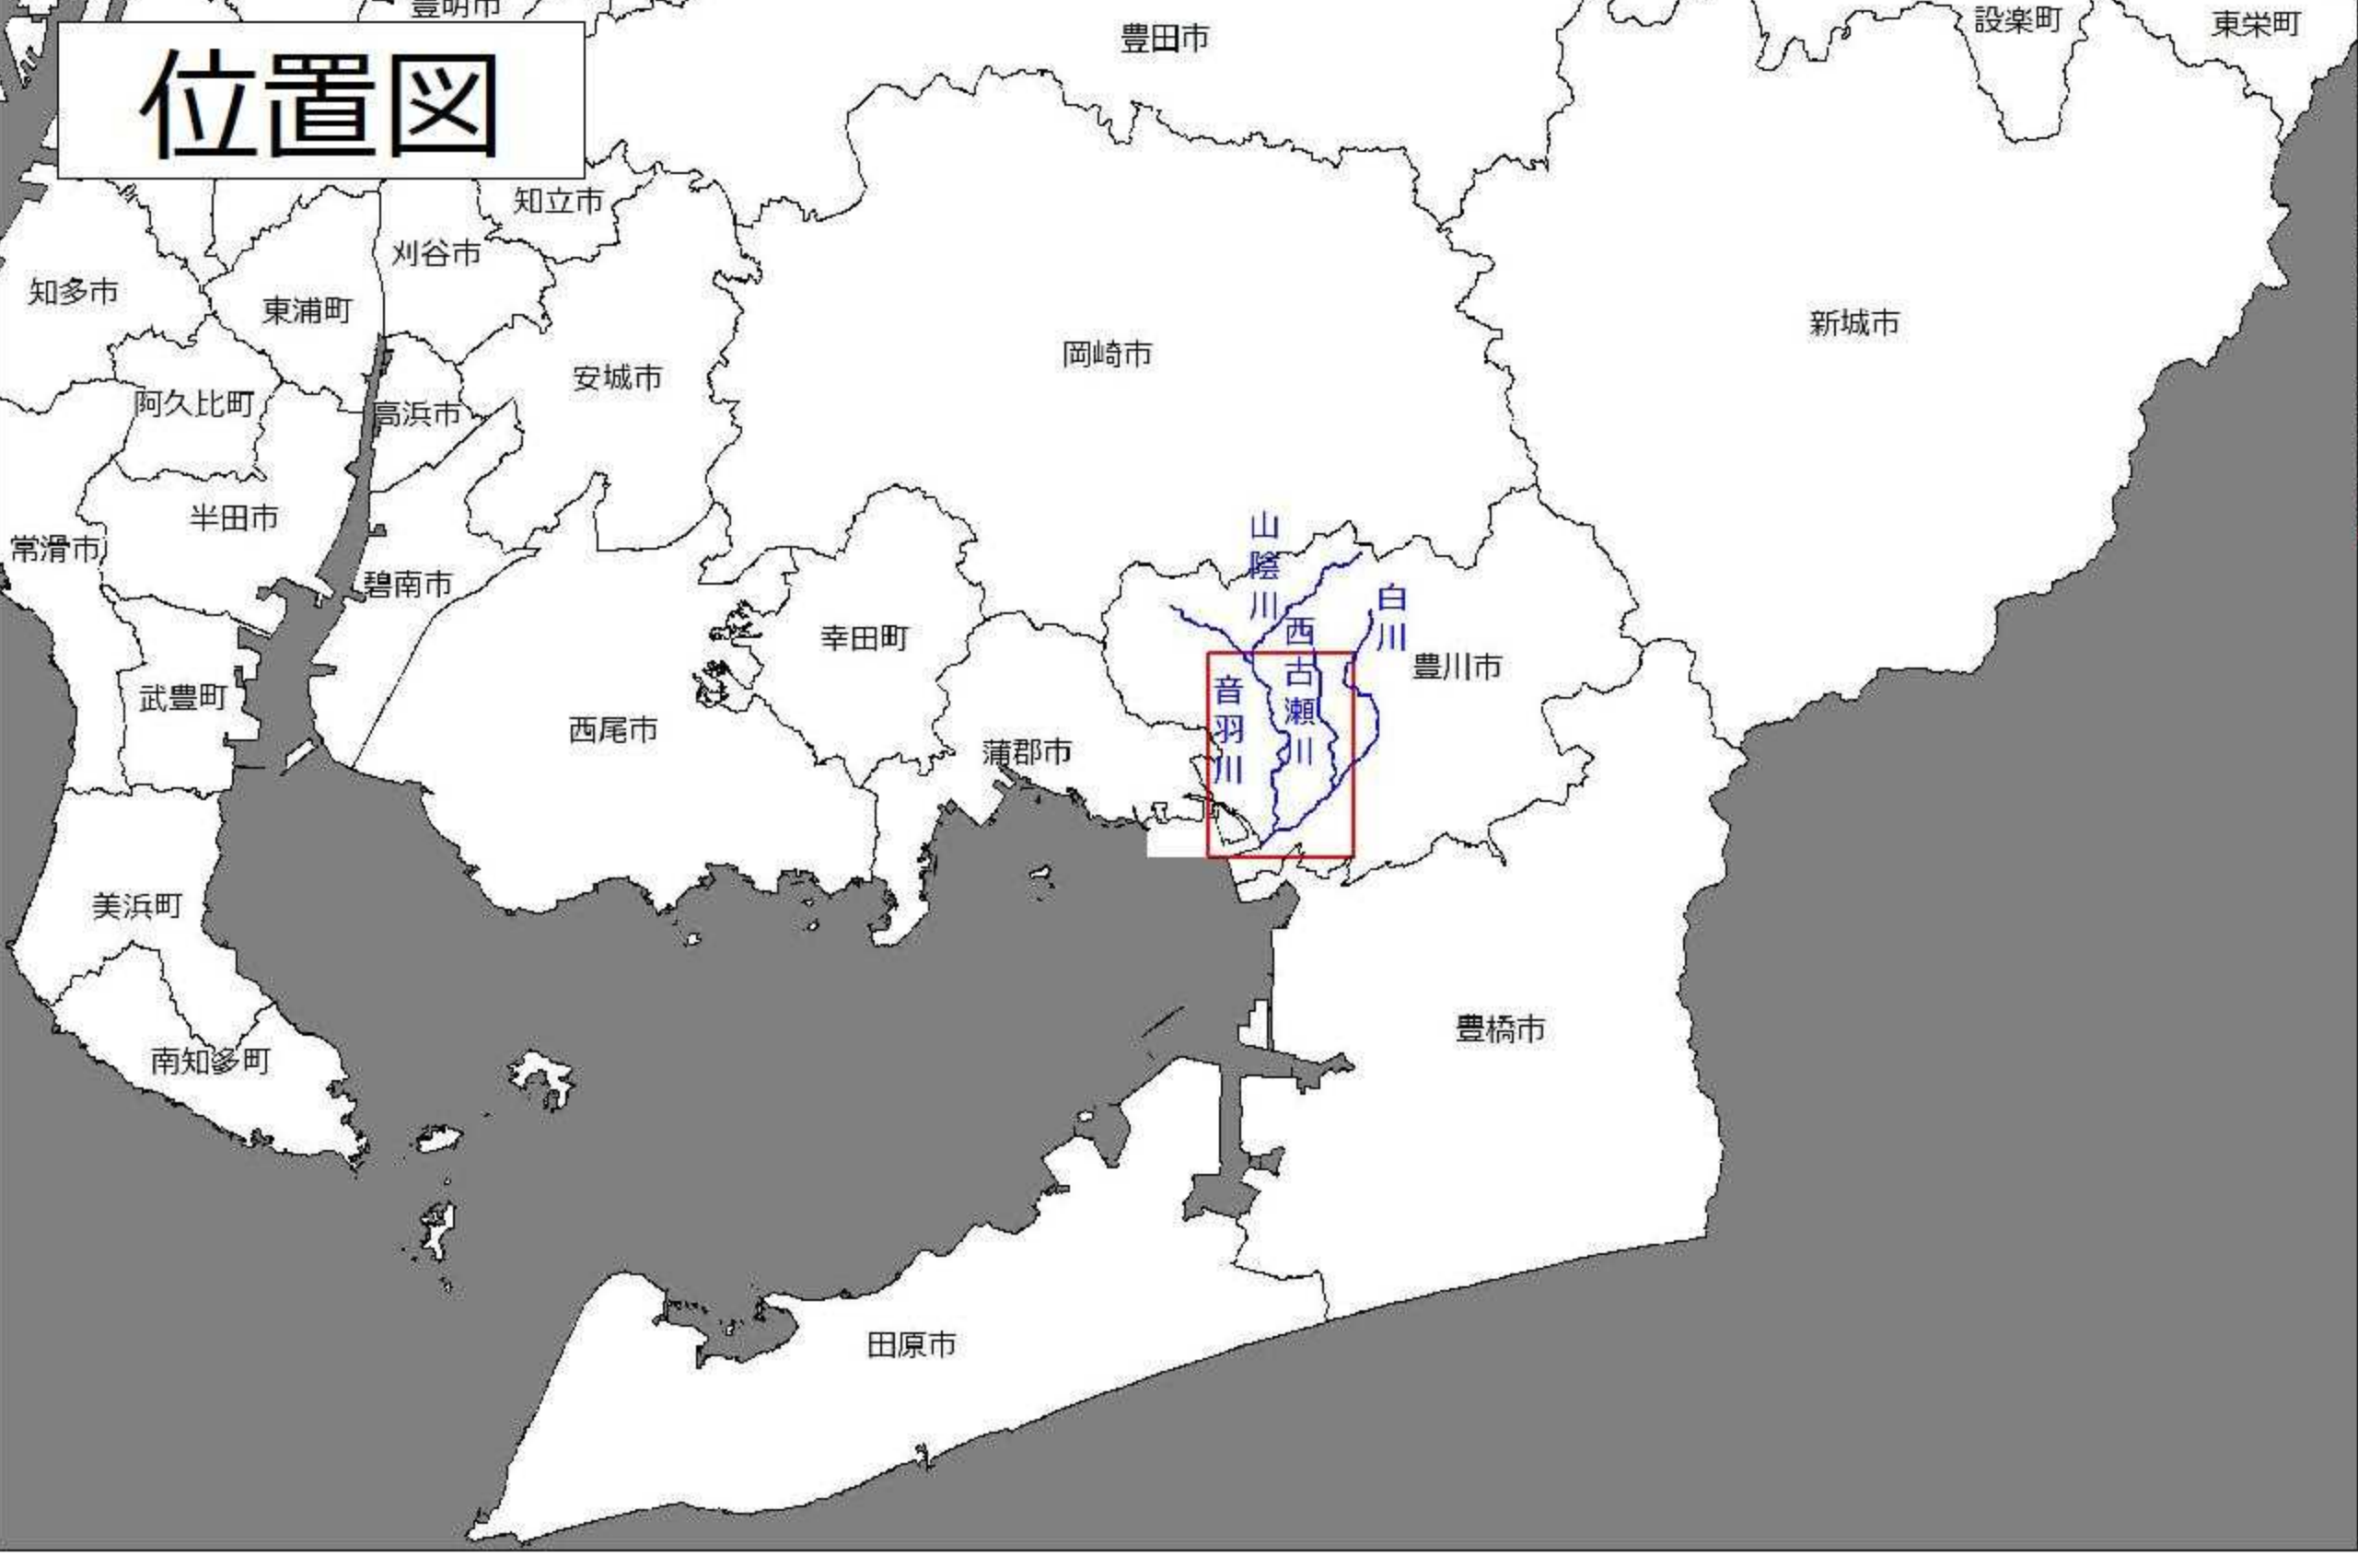 豊明市
位置図
豊田市
設楽町
東栄町
知立市
刈谷市
知多市
東浦町
新城市
岡崎市
安城市
阿久比町
高浜市
半田市
常滑市
碧南市
山陰川
白川
西古瀬川
音羽川
幸田町
豊川市
武豊町
西尾市
蒲郡市
美浜町
豊橋市
南知多町
田原市